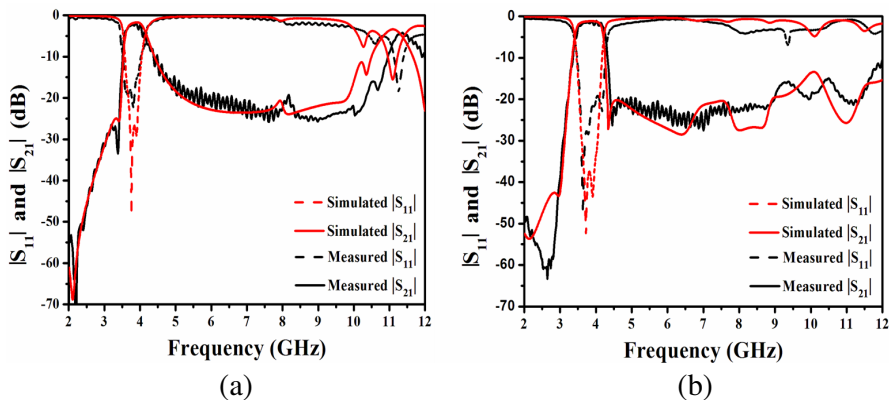 0
-10
-20
-30
-40
-50
-60
-70
|S11| and |S21| (dB)
Simulated |S11|
Simulated |S21|
Measured |S11|
Measured |S21|
2 3 4 5 6 7 8 9 10 11 12
Frequency (GHz)
(a)
0
-10
-20
-30
-40
-50
-60
-70
|S11| and |S21| (dB)
Simulated |S11|
Simulated |S21|
Measured |S11|
Measured |S21|
2 3 4 5 6 7 8 9 10 11 12
Frequency (GHz)
(b)